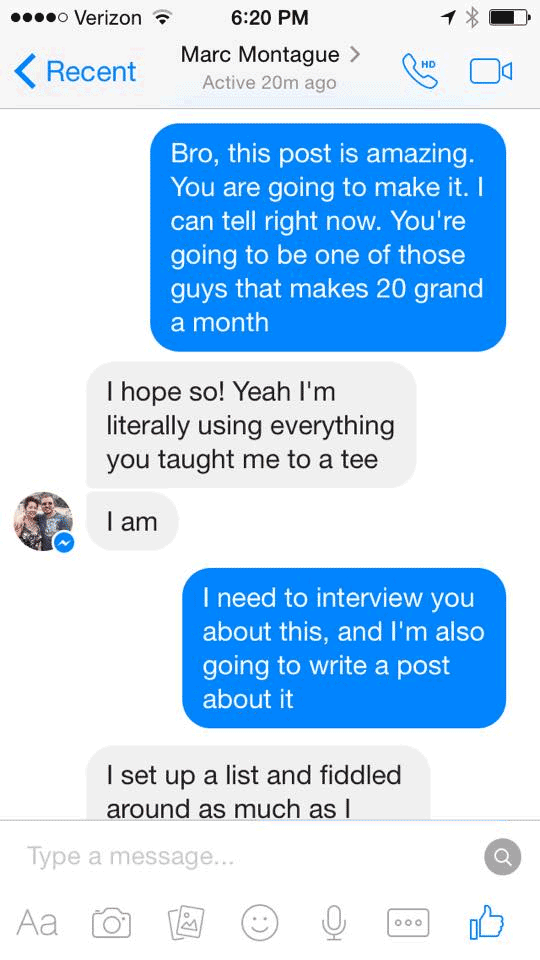 Verizon 6:20 PM
Recent
Marc Montague
Active 20m ago
HD
Bro, this post is amazing.
You are going to make it. I
can tell right now. You're
going to be one of those
guys that makes 20 grand
a month
I hope so! Yeah I'm
literally using everything
you taught me to a tee
I am
I need to interview you
about this, and I'm also
going to write a post
about it
I set up a list and fiddled
around as much as I
Type a message...
Aa